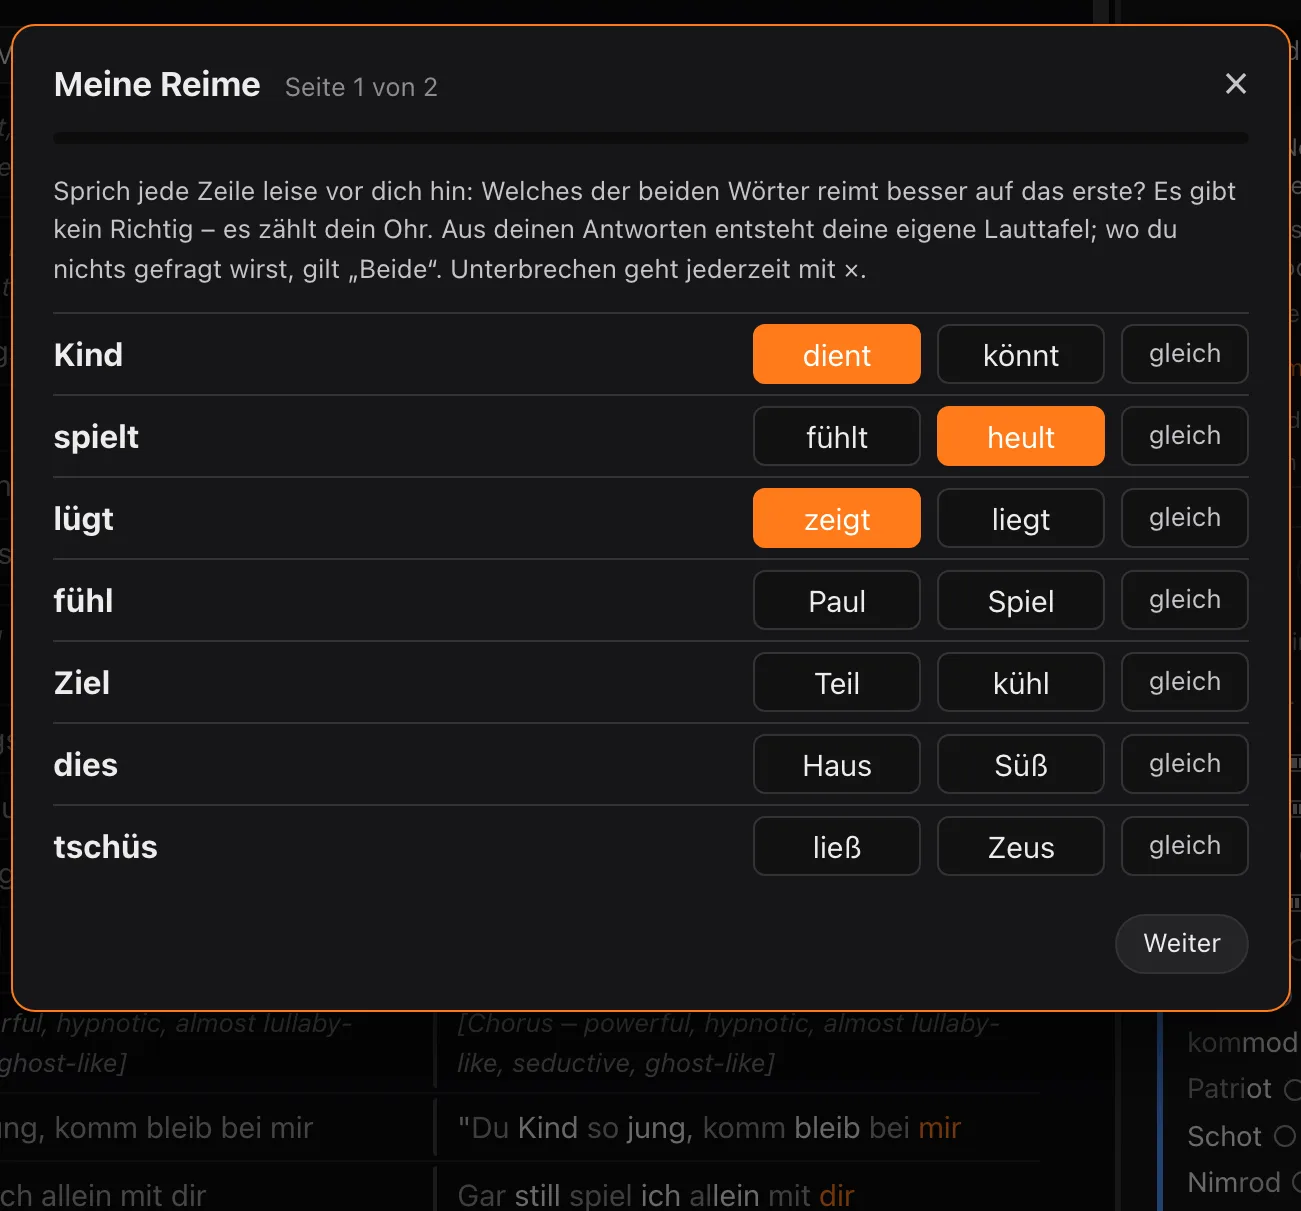 Meine Reime Seite 1 von 2 ×
Sprich jede Zeile leise vor dich hin: Welches der beiden Wörter reimt besser auf das erste? Es gibt
kein Richtig – es zählt dein Ohr. Aus deinen Antworten entsteht deine eigene Lauttafel; wo du
nichts gefragt wirst, gilt „Beide“. Unterbrechen geht jederzeit mit ×.
Kind dient könnt gleich
spielt fühlt heult gleich
lügt zeigt liegt gleich
fühl Paul Spiel gleich
Ziel Teil kühl gleich
dies Haus Süß gleich
tschüs ließ Zeus gleich
Weiter
rful, hypnotic, almost lullaby-
ghost-like]
[Chorus – powerful, hypnotic, almost lullaby-
like, seductive, ghost-like]
ng, komm bleib bei mir
"Du Kind so jung, komm bleib bei mir
ch allein mit dir
Gar still spiel ich allein mit dir
kommod
Patriot
Schot
Nimrod